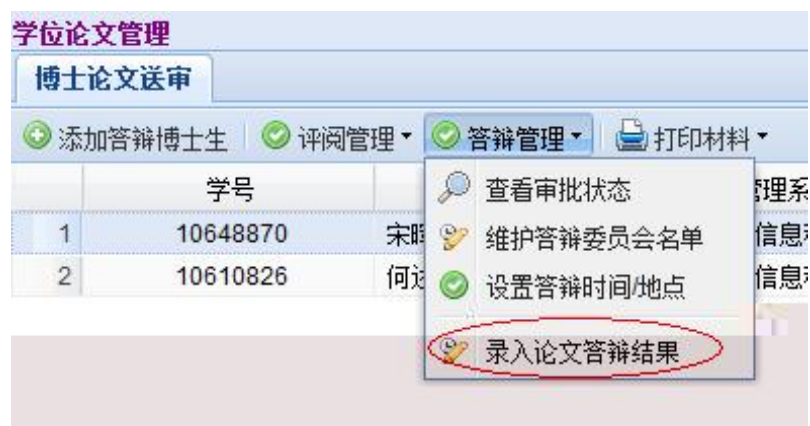 学位论文管理
博士论文送审
添加答辩博士生 评阅管理 答辩管理 打印材料
学号 管理系
1 10648870 宋晖 信息
2 10610826 何 信息
查看审批状态
维护答辩委员会名单
设置答辩时间/地点
录入论文答辩结果